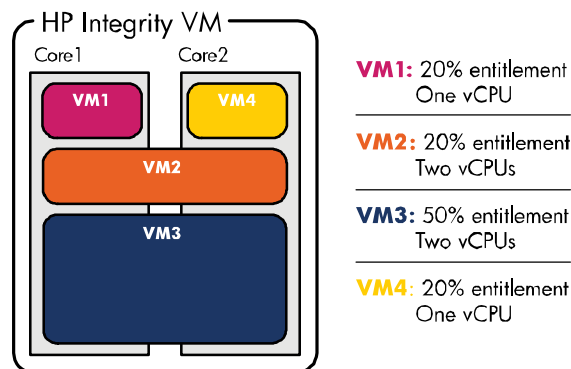 HP Integrity VM
Core1
Core2
VM1
VM4
VM2
VM3
VM1: 20% entitlement
One vCPU
VM2: 20% entitlement
Two vCPUs
VM3: 50% entitlement
Two vCPUs
VM4: 20% entitlement
One vCPU